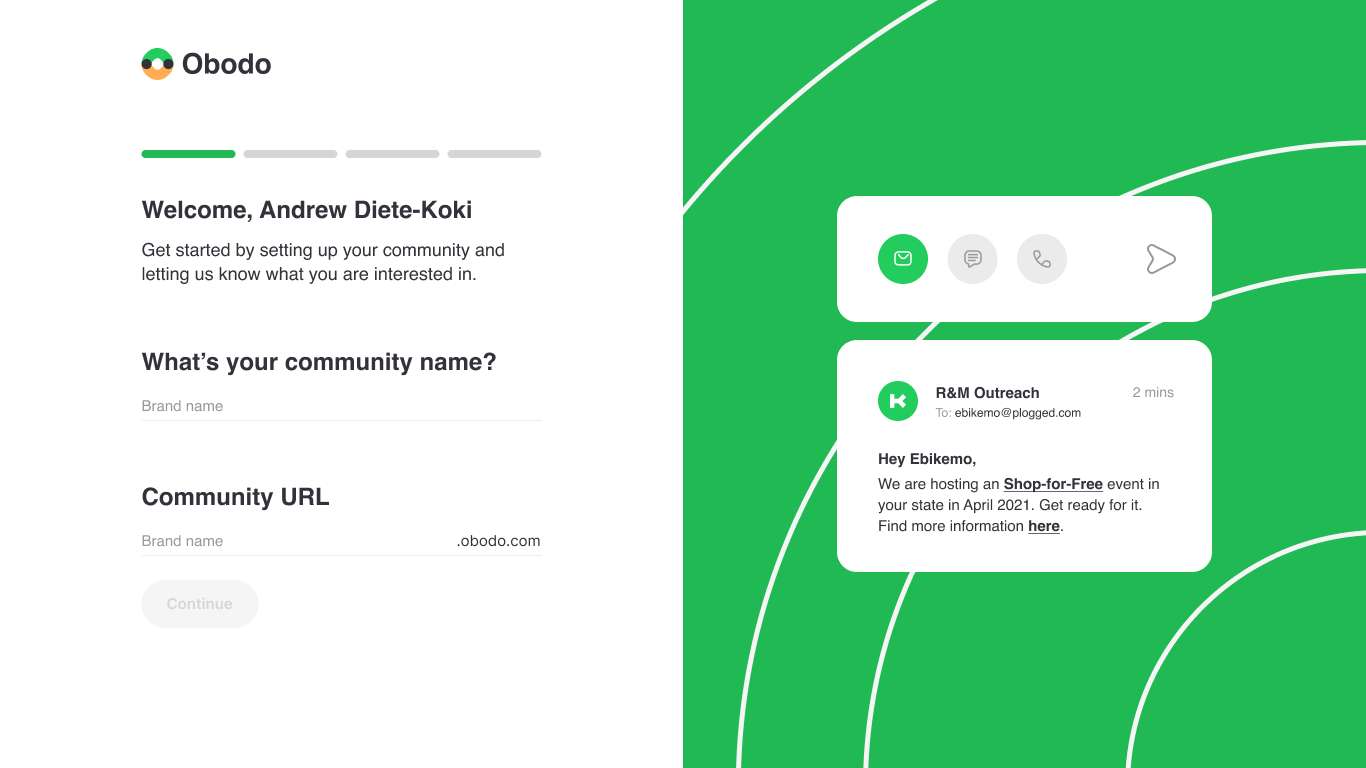 Obodo
Welcome, Andrew Diete-Koki
Get started by setting up your community and
letting us know what you are interested in.
What’s your community name?
Brand name
Community URL
Brand name .obodo.com
Continue
R&M Outreach 2 mins
To: ebikemo@plogged.com
Hey Ebikemo,
We are hosting an Shop-for-Free event in
your state in April 2021. Get ready for it.
Find more information here.